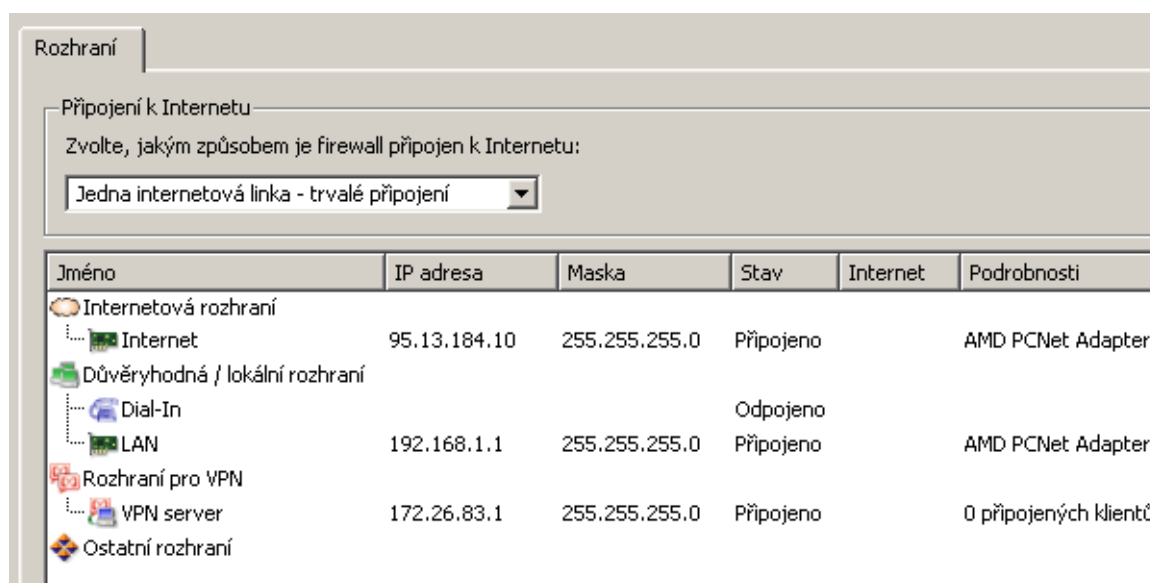 Rozhraní
Připojení k Internetu
Zvolte, jakým způsobem je firewall připojen k Internetu:
Jedna internetová linka - trvalé připojení
Jméno IP adresa Maska Stav Internet Podrobnosti
Internetová rozhraní
Internet 95.13.184.10 255.255.255.0 Připojeno AMD PCNet Adapter
Důvěryhodná / lokální rozhraní
Dial-In Odpojeno
LAN 192.168.1.1 255.255.255.0 Připojeno AMD PCNet Adapter
Rozhraní pro VPN
VPN server 172.26.83.1 255.255.255.0 Připojeno 0 připojených klientů
Ostatní rozhraní